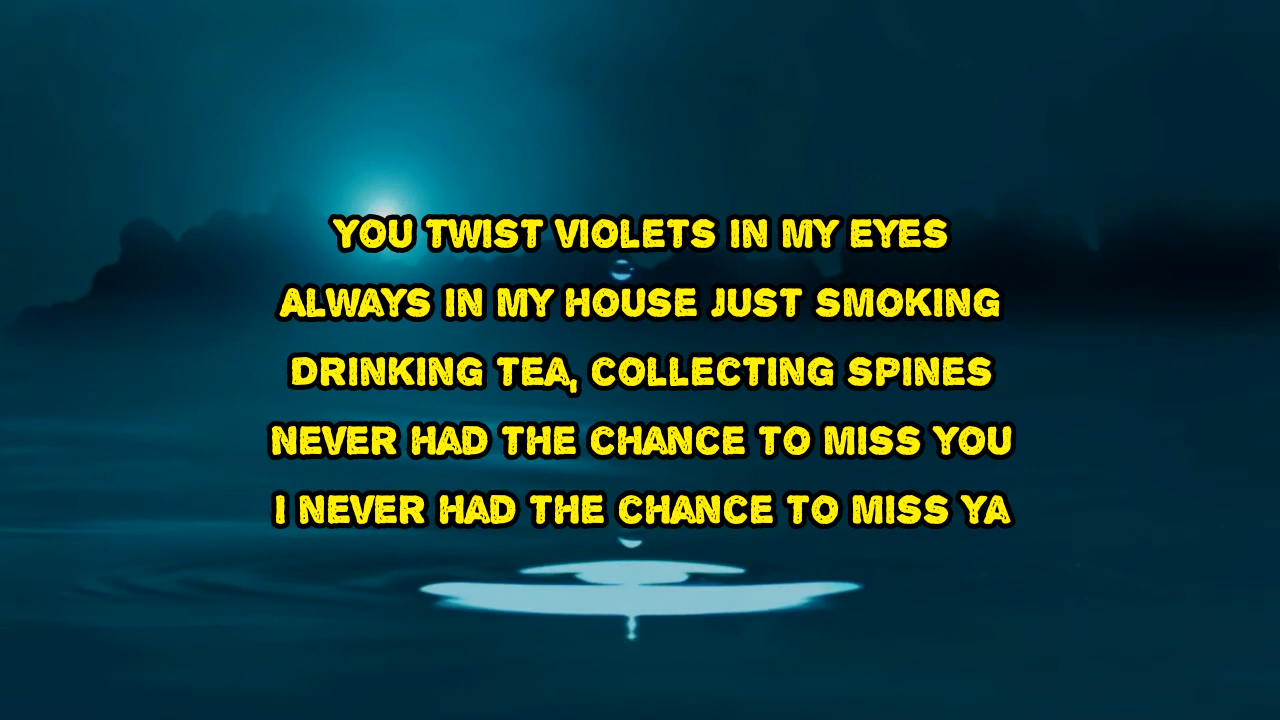 YOU TWIST VIOLETS IN MY EYES
ALWAYS IN MY HOUSE JUST SMOKING
DRINKING TEA, COLLECTING SPINES
NEVER HAD THE CHANCE TO MISS YOU
I NEVER HAD THE CHANCE TO MISS YA